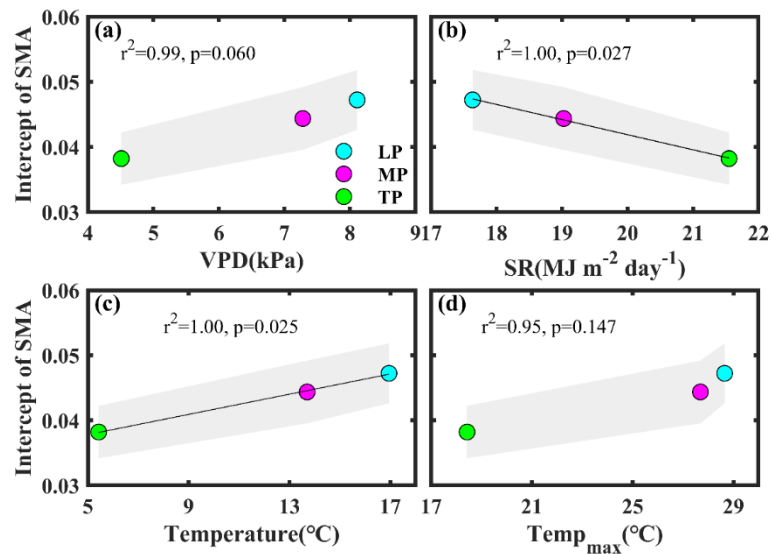 (a)
r²=0.99, p=0.060
Intercept of SMA
0.06
0.05
0.04
0.03
4
5
6
7
8
9
VPD(kPa)
LP
MP
TP
(b)
r²=1.00, p=0.027
17
18
19
20
21
22
SR(MJ m⁻² day⁻¹)
(c)
r²=1.00, p=0.025
Intercept of SMA
0.06
0.05
0.04
0.03
5
9
13
17
Temperature(°C)
(d)
r²=0.95, p=0.147
17
21
25
29
Tempmax(°C)